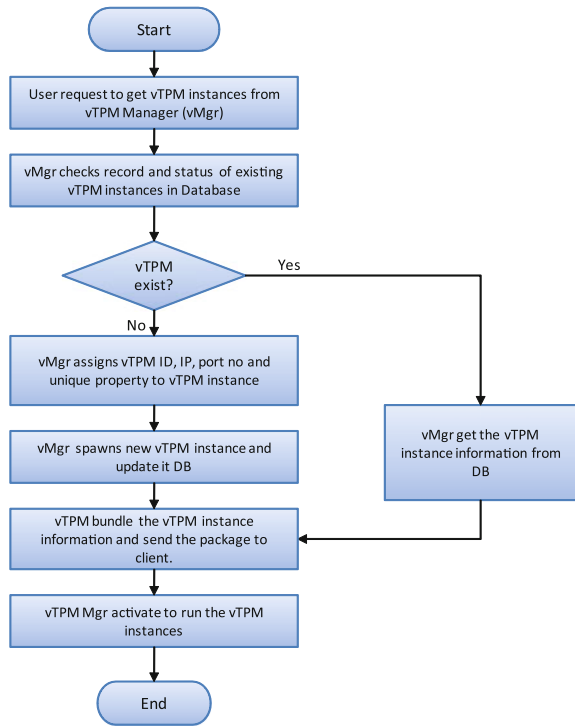 Start
User request to get vTPM instances from
vTPM Manager (vMgr)
vMgr checks record and status of existing
vTPM instances in Database
vTPM
exist?
Yes
No
vMgr assigns vTPM ID, IP, port no and
unique property to vTPM instance
vMgr get the vTPM
instance information from
DB
vMgr spawns new vTPM instance and
update it DB
vTPM bundle the vTPM instance
information and send the package to
client.
vTPM Mgr activate to run the vTPM
instances
End